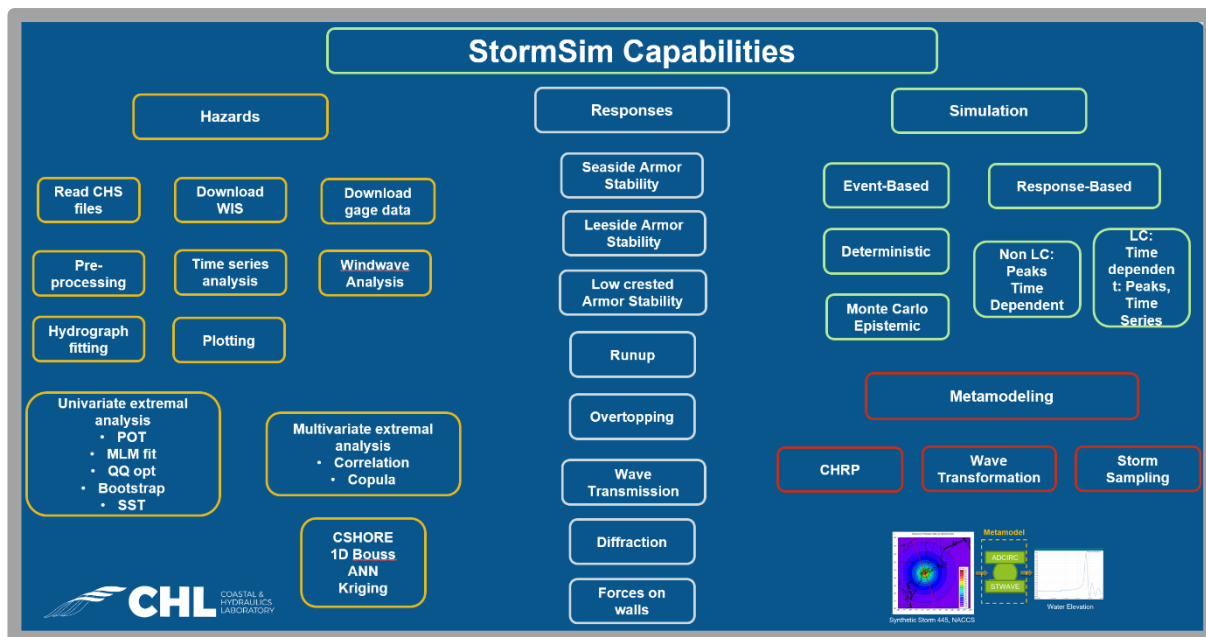 StormSim Capabilities
Hazards
Read CHS
files
Download
WIS
Download
gage data
Pre-
processing
Time series
analysis
Windwave
Analysis
Hydrograph
fitting
Plotting
Univariate extremal
analysis
• POT
• MLM fit
• QQ opt
• Bootstrap
• SST
Multivariate extremal
analysis
• Correlation
• Copula
CSHORE
1D Bouss
ANN
Kriging
Responses
Seaside Armor
Stability
Leeside Armor
Stability
Low crested
Armor Stability
Runup
Overtopping
Wave
Transmission
Diffraction
Forces on
walls
Simulation
Event-Based
Response-Based
Deterministic
Monte Carlo
Epistemic
Non LC:
Peaks
Time
Dependent
LC:
Time
dependen
t: Peaks,
Time
Series
Metamodeling
CHRP
Wave
Transformation
Storm
Sampling
Metamodel
ADCIRC
STWAVE
Synthetic Storm 445, NACCS
Water Elevation
CHL
COASTAL &
HYDRAULICS
LABORATORY